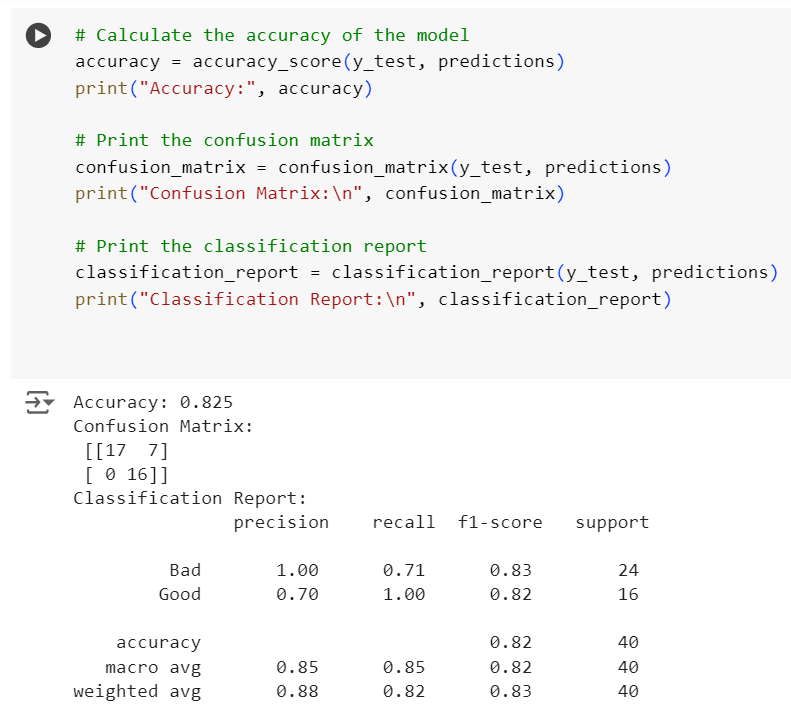 # Calculate the accuracy of the model
accuracy = accuracy_score(y_test, predictions)
print("Accuracy:", accuracy)
# Print the confusion matrix
confusion_matrix = confusion_matrix(y_test, predictions)
print("Confusion Matrix:\n", confusion_matrix)
# Print the classification report
classification_report = classification_report(y_test, predictions)
print("Classification Report:\n", classification_report)
Accuracy: 0.825
Confusion Matrix:
[[17 7]
[ 0 16]]
Classification Report:
precision recall f1-score support
Bad 1.00 0.71 0.83 24
Good 0.70 1.00 0.82 16
accuracy 0.82 40
macro avg 0.85 0.85 0.82 40
weighted avg 0.88 0.82 0.83 40